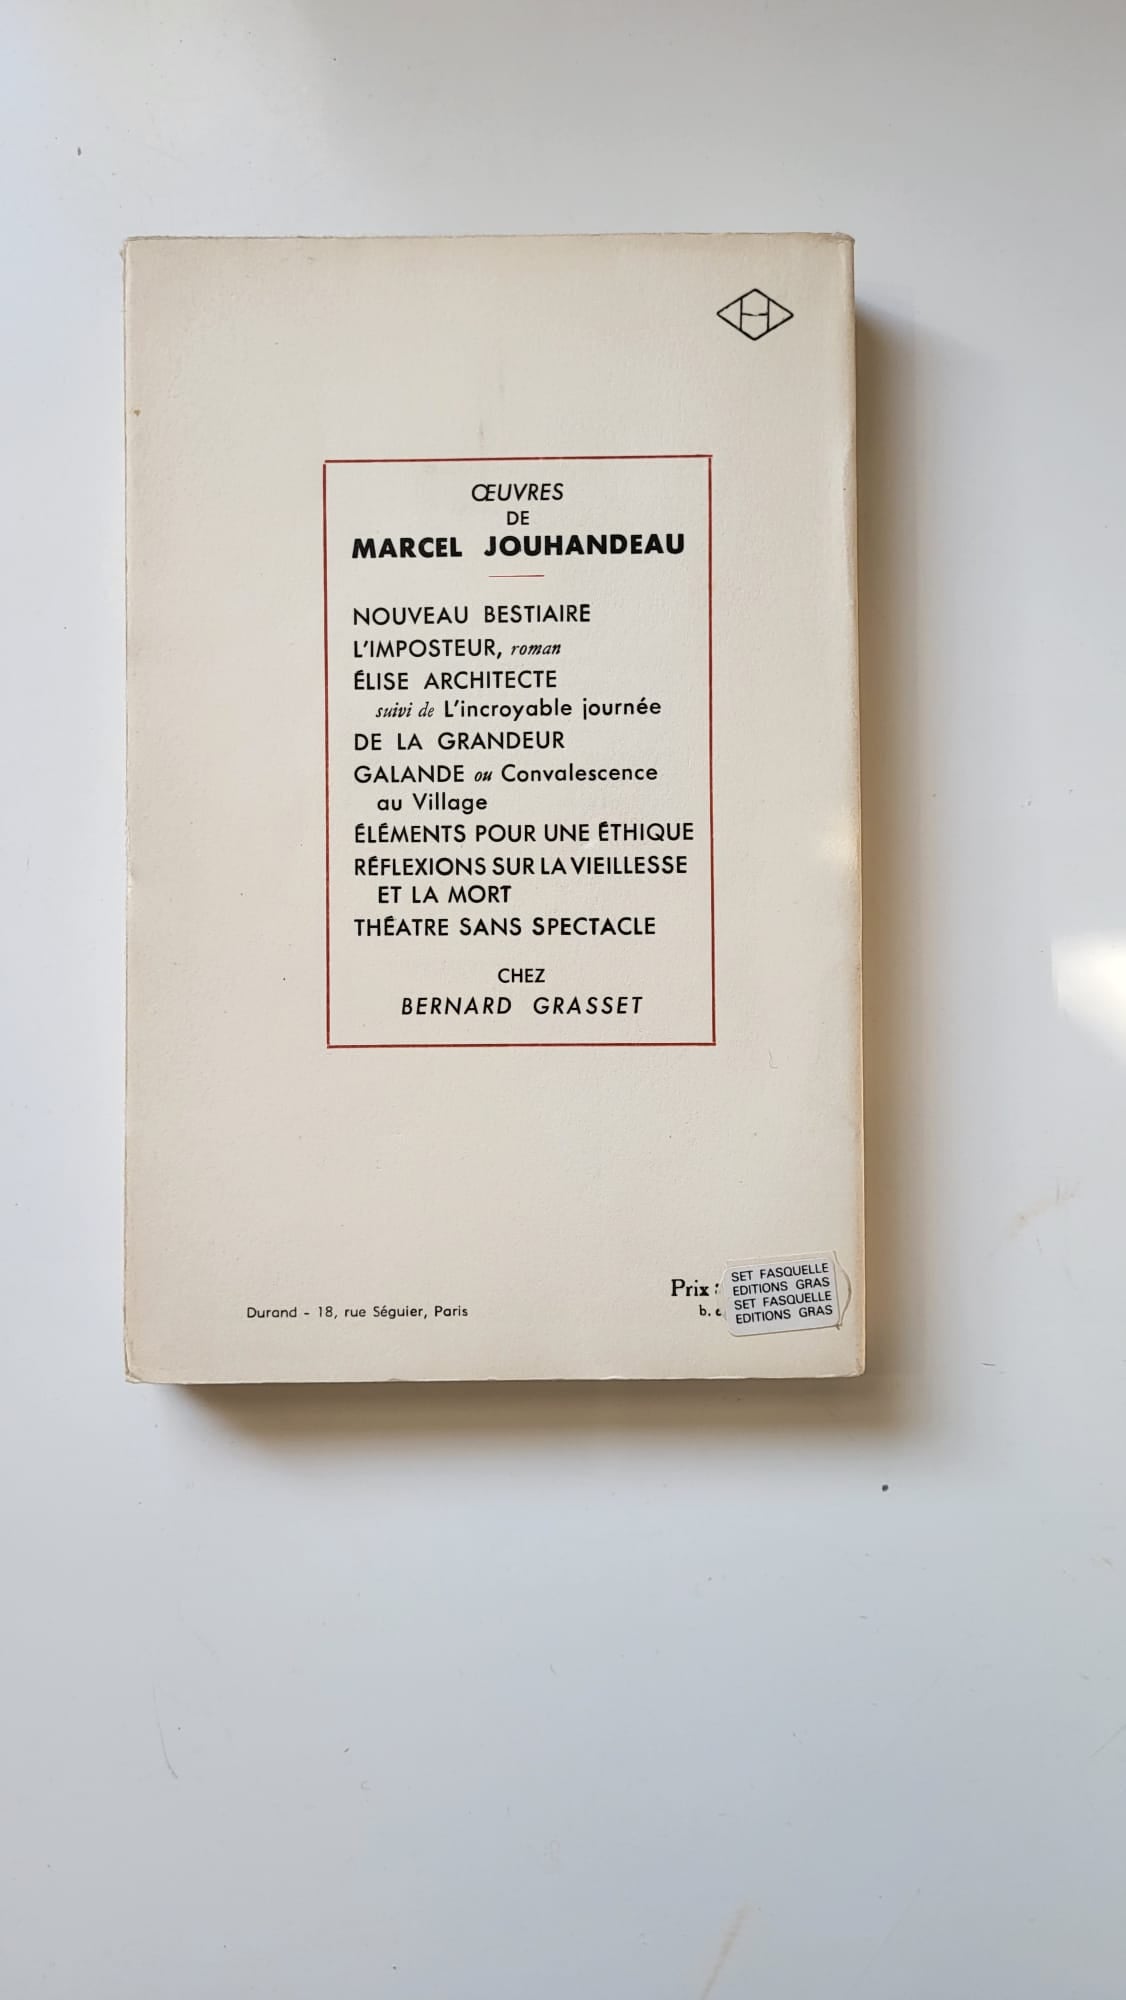 ŒUVRES
DE
MARCEL JOUHANDEAU
NOUVEAU BESTIAIRE
L'IMPOSTEUR, roman
ÉLISE ARCHITECTE
suivi de L'incroyable journée
DE LA GRANDEUR
GALANDE ou Convalescence
au Village
ÉLÉMENTS POUR UNE ÉTHIQUE
RÉFLEXIONS SUR LA VIEILLESSE
ET LA MORT
THÉATRE SANS SPECTACLE
CHEZ
BERNARD GRASSET
Durand - 18, rue Séguier, Paris
Prix :
b. c
SET FASQUELLE
EDITIONS GRAS
SET FASQUELLE
EDITIONS GRAS